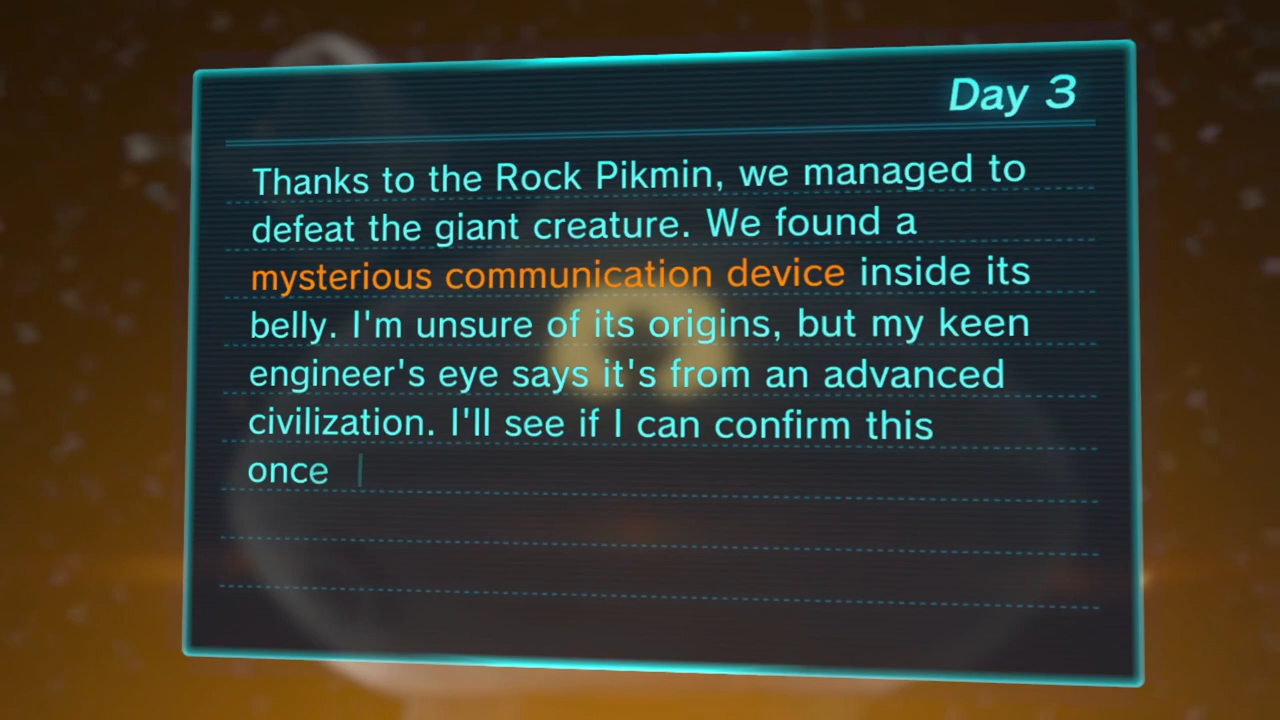 Day 3
Thanks to the Rock Pikmin, we managed to
defeat the giant creature. We found a
mysterious communication device inside its
belly. I'm unsure of its origins, but my keen
engineer's eye says it's from an advanced
civilization. I'll see if I can confirm this
once